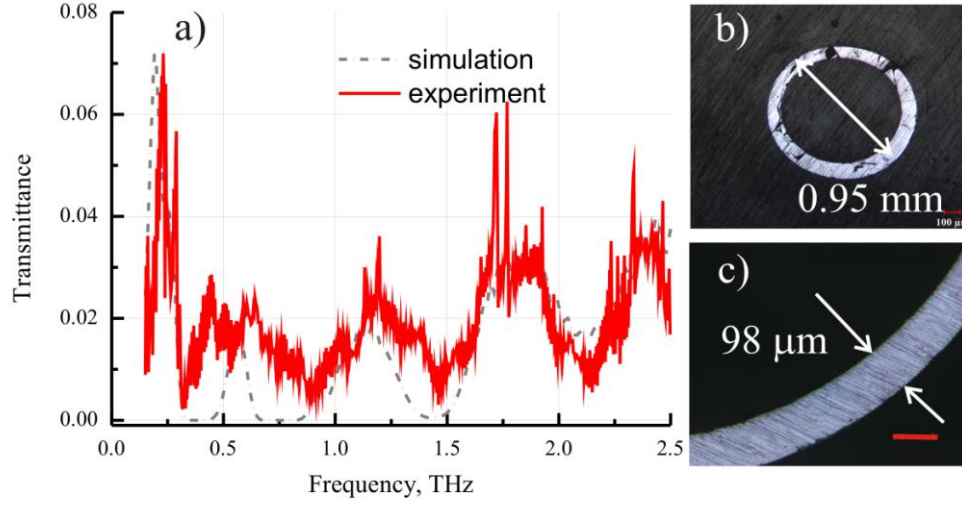 a)
simulation
experiment
0.08
0.06
0.04
0.02
0.00
Transmittance
0.0
0.5
1.0
1.5
2.0
2.5
Frequency, THz
b)
0.95 mm
100 µm
c)
98 µm